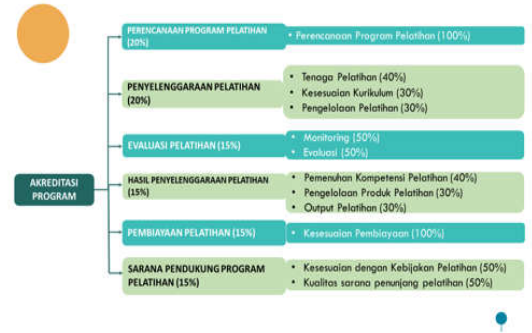 PERENCANAAN PROGRAM PELATIHAN
(20%)
• Perencanaan Program Pelatihan (100%)
PENYELENGGARAAN PELATIHAN
(20%)
• Tenaga Pelatihan (40%)
• Kesesuaian Kurikulum (30%)
• Pengelolaan Pelatihan (30%)
EVALUASI PELATIHAN (15%)
• Monitoring (50%)
• Evaluasi (50%)
AKREDITASI
PROGRAM
HASIL PENYELENGGARAAN PELATIHAN
(15%)
• Pemenuhan Kompetensi Pelatihan (40%)
• Pengelolaan Produk Pelatihan (30%)
• Output Pelatihan (30%)
PEMBIAYAAN PELATIHAN (15%)
• Kesesuaian Pembiayaan (100%)
SARANA PENDUKUNG PROGRAM
PELATIHAN (15%)
• Kesesuaian dengan Kebijakan Pelatihan (50%)
• Kualitas sarana penunjang pelatihan (50%)